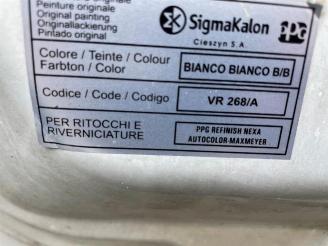 Peinture originale
Original painting
Originallackierung
Pintado original
SigmaKalon
Cieszyn S.A.
PPG
Colore / Teinte / Colour
Farbton / Color
BIANCO BIANCO B/B
Codice / Code / Codigo
VR 268/A
PER RITOCCHI E
RIVERNICIATURE
PPG REFINISH NEXA
AUTOCOLOR-MAXMEYER